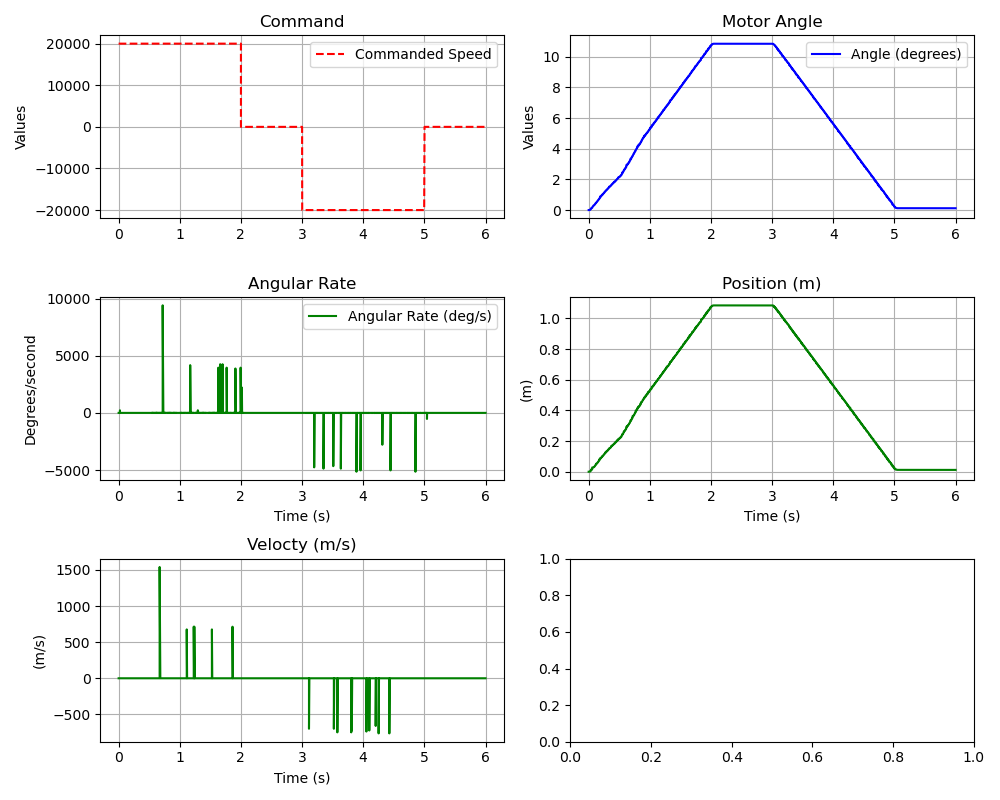 Command
Values
20000
10000
0
−10000
−20000
Commanded Speed
0 1 2 3 4 5 6
Motor Angle
Values
10
8
6
4
2
0
Angle (degrees)
0 1 2 3 4 5 6
Angular Rate
Degrees/second
10000
5000
0
−5000
Angular Rate (deg/s)
0 1 2 3 4 5 6
Time (s)
Position (m)
(m)
1.0
0.8
0.6
0.4
0.2
0.0
0 1 2 3 4 5 6
Time (s)
Velocty (m/s)
(m/s)
1500
1000
500
0
−500
0 1 2 3 4 5 6
Time (s)
1.0
0.8
0.6
0.4
0.2
0.0
0.0 0.2 0.4 0.6 0.8 1.0